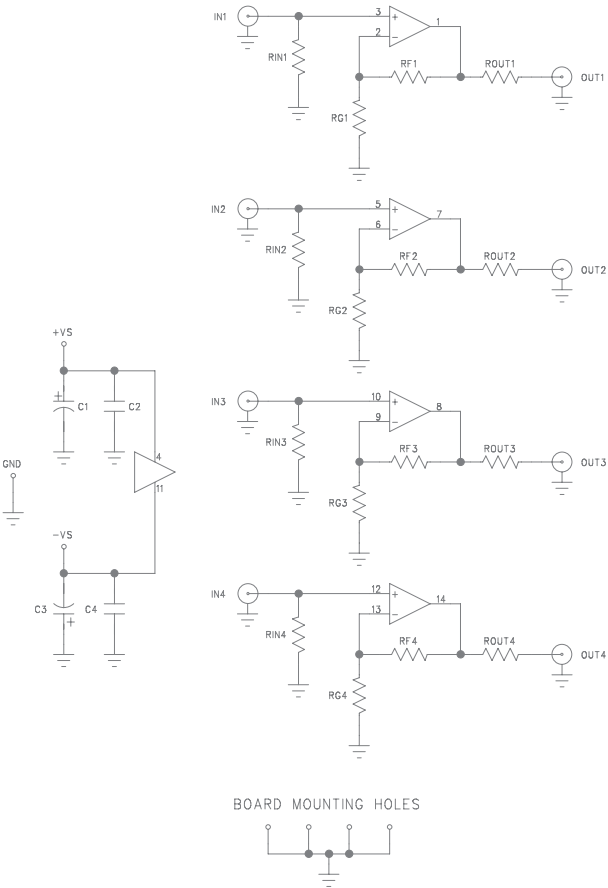 IN1
3
+
2
−
1
RIN1
RF1
ROUT1
OUT1
RG1
IN2
5
+
6
−
7
RIN2
RF2
ROUT2
OUT2
RG2
+VS
+
C1
C2
IN3
10
+
9
−
8
RIN3
RF3
ROUT3
OUT3
RG3
4
11
GND
−VS
C3
+
C4
IN4
12
+
13
−
14
RIN4
RF4
ROUT4
OUT4
RG4
BOARD MOUNTING HOLES